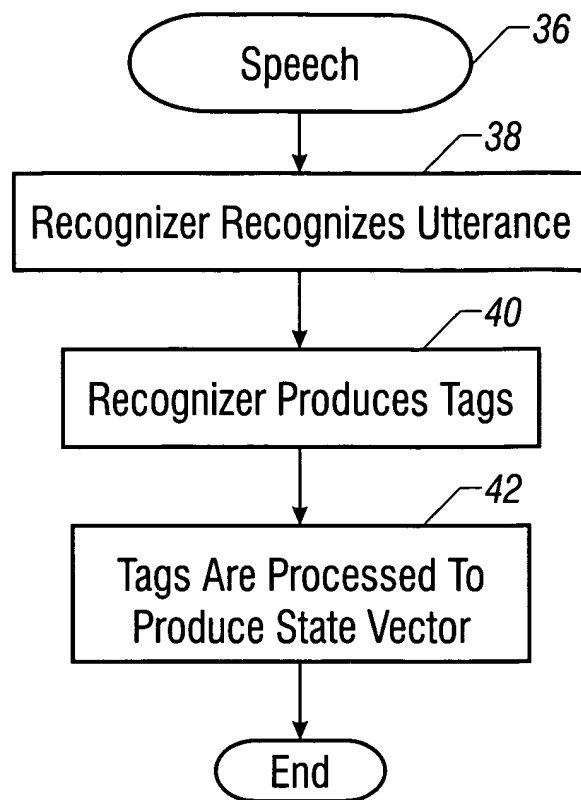 Speech
36
38
Recognizer Recognizes Utterance
40
Recognizer Produces Tags
42
Tags Are Processed To
Produce State Vector
End